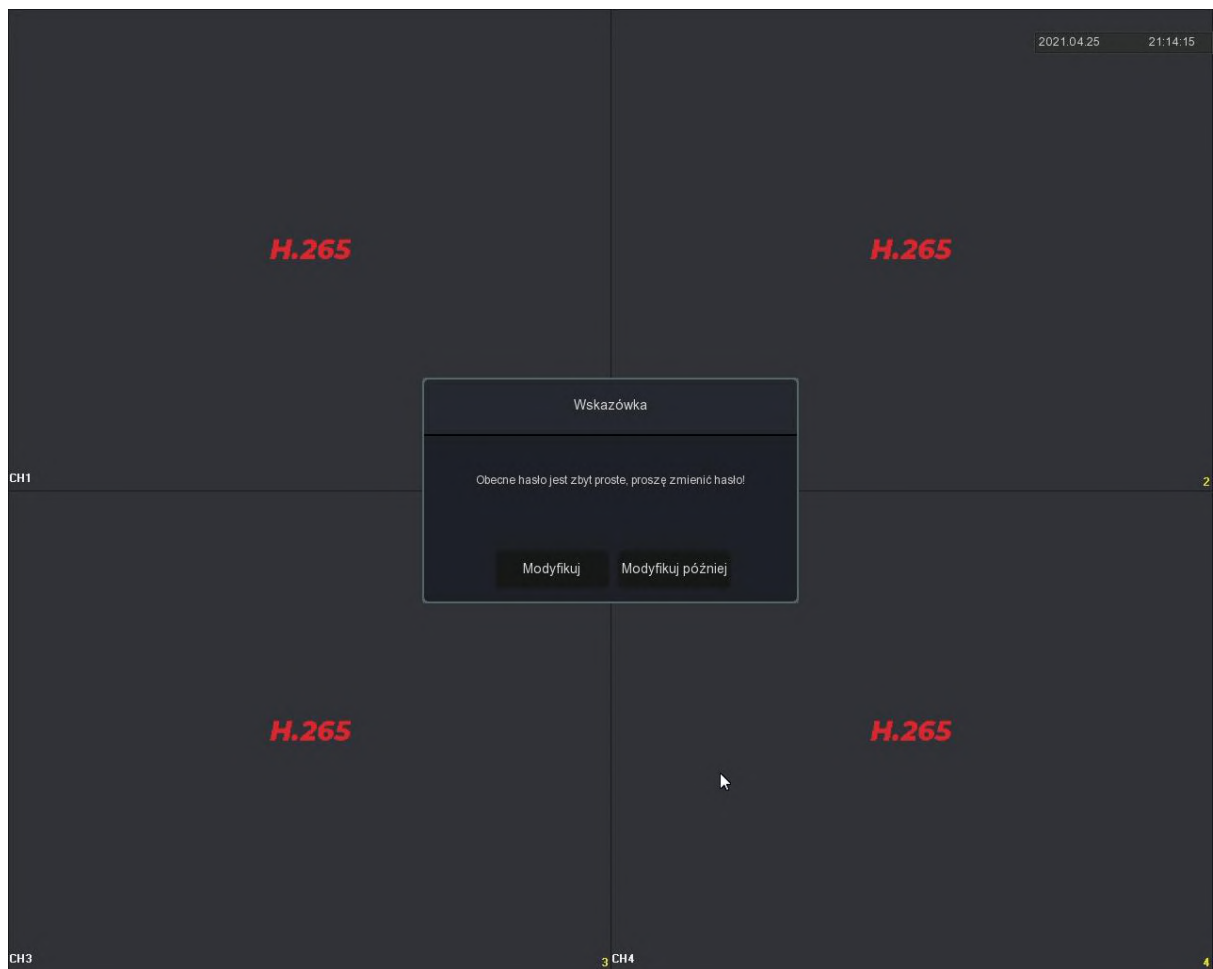 2021.04.25 21:14:15
H.265
H.265
Wskazówka
Obecne hasło jest zbyt proste, proszę zmienić hasło!
Modyfikuj
Modyfikuj później
CH1
2
H.265
H.265
CH3
3
CH4
4